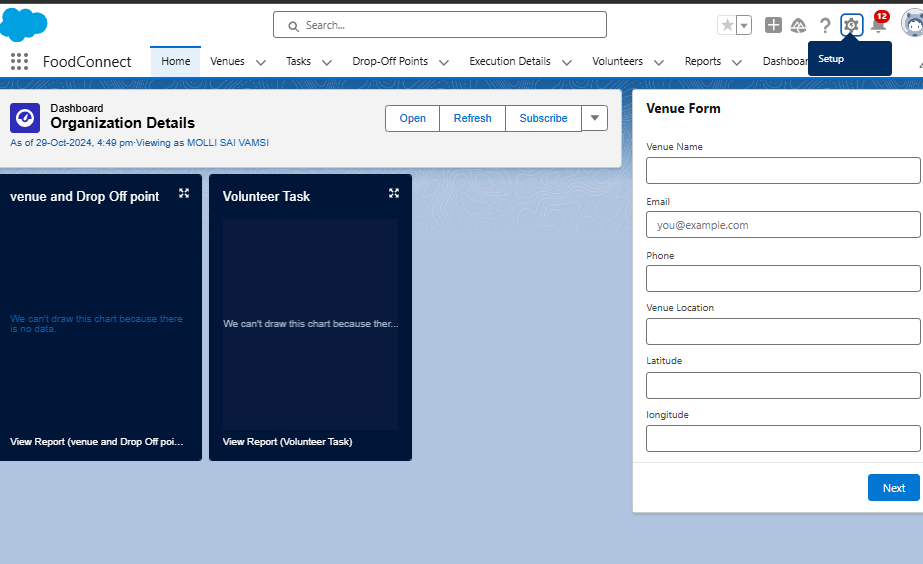 Search...
12
FoodConnect
Home
Venues
Tasks
Drop-Off Points
Execution Details
Volunteers
Reports
Setup
Dashboard
Organization Details
As of 29-Oct-2024, 4:49 pm·Viewing as MOLLI SAI VAMSI
Open
Refresh
Subscribe
venue and Drop Off point
We can't draw this chart because there
is no data.
View Report (venue and Drop Off poi...
Volunteer Task
We can't draw this chart because ther...
View Report (Volunteer Task)
Venue Form
Venue Name
Email
you@example.com
Phone
Venue Location
Latitude
longitude
Next